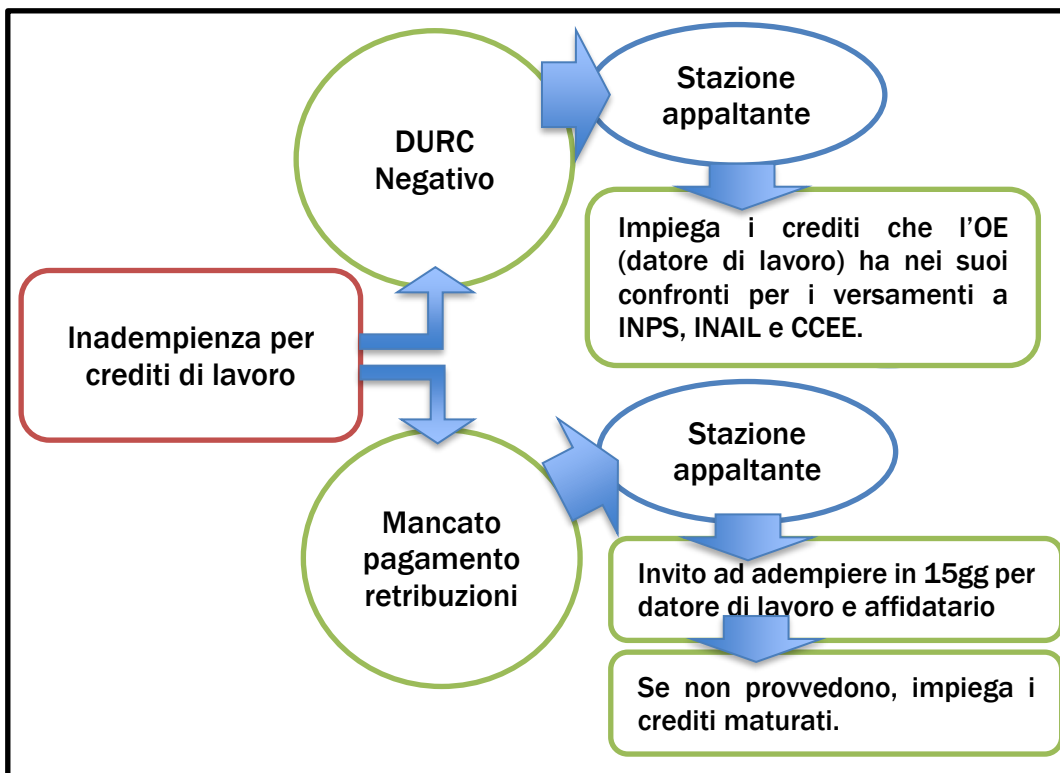 DURC
Negativo
Stazione
appaltante
Impiega i crediti che l’OE
(datore di lavoro) ha nei suoi
confronti per i versamenti a
INPS, INAIL e CCEE.
Inadempienza per
crediti di lavoro
Stazione
appaltante
Mancato
pagamento
retribuzioni
Invito ad adempiere in 15gg per
datore di lavoro e affidatario
Se non provvedono, impiega i
crediti maturati.